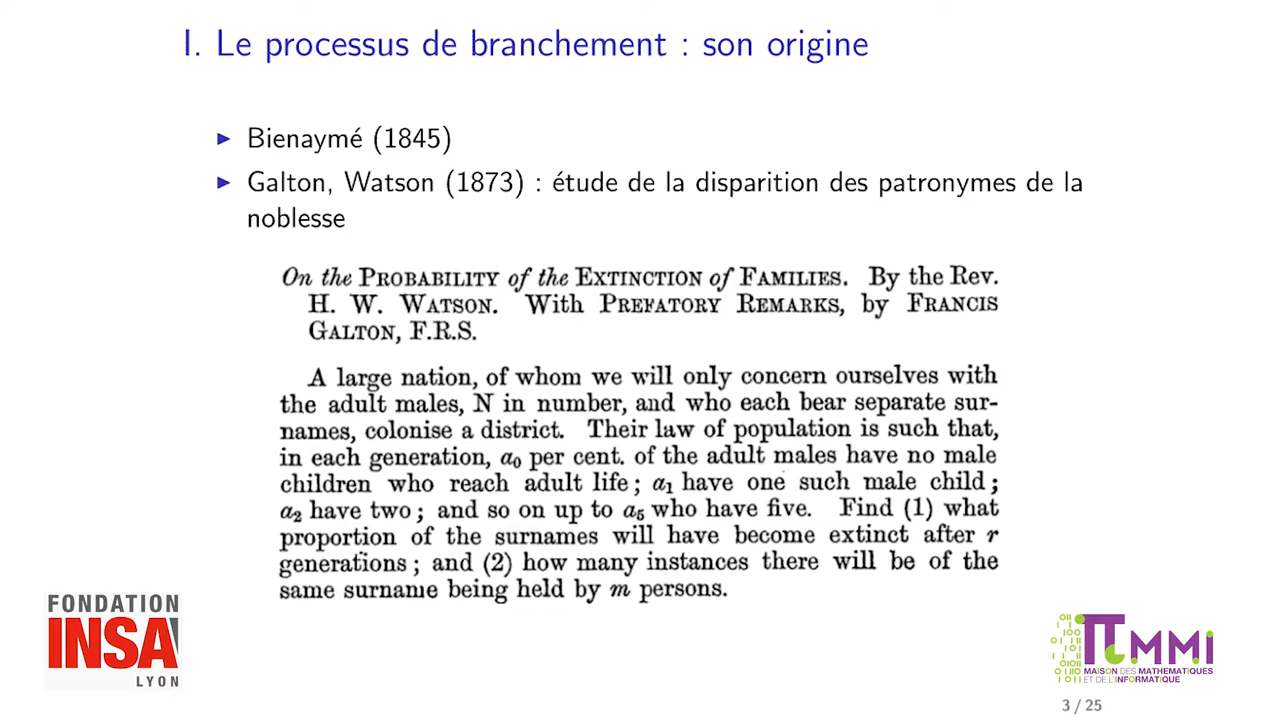 I. Le processus de branchement : son origine
▶ Bienaymé (1845)
▶ Galton, Watson (1873) : étude de la disparition des patronymes de la
noblesse
On the PROBABILITY of the EXTINCTION of FAMILIES. By the Rev.
H. W. WATSON. With PREFATORY REMARKS, by FRANCIS
GALTON, F.R.S.
A large nation, of whom we will only concern ourselves with
the adult males, N in number, and who each bear separate sur-
names, colonise a district. Their law of population is such that,
in each generation, a₀ per cent. of the adult males have no male
children who reach adult life ; a₁ have one such male child ;
a₂ have two ; and so on up to a₅ who have five. Find (1) what
proportion of the surnames will have become extinct after r
generations ; and (2) how many instances there will be of the
same surname being held by m persons.
FONDATION
INSA
LYON
MMI
MAISON DES MATHEMATIQUES
ET DE L'INFORMATIQUE
3 / 25